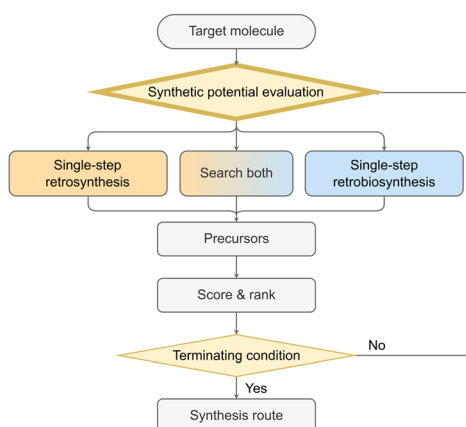 Target molecule
Synthetic potential evaluation
Single-step
retrosynthesis
Search both
Single-step
retrobiosynthesis
Precursors
Score & rank
Terminating condition
No
Yes
Synthesis route